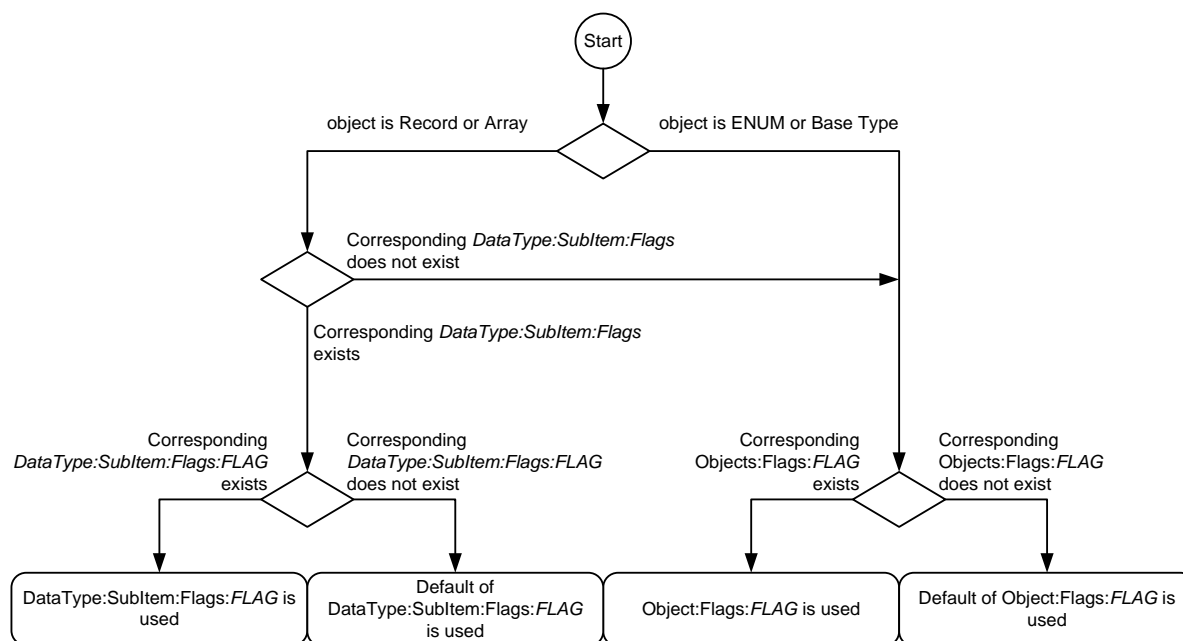 Start
object is Record or Array
object is ENUM or Base Type
Corresponding DataType:SubItem:Flags
does not exist
Corresponding DataType:SubItem:Flags
exists
Corresponding
DataType:SubItem:Flags:FLAG
exists
Corresponding
DataType:SubItem:Flags:FLAG
does not exist
Corresponding
Objects:Flags:FLAG
exists
Corresponding
Objects:Flags:FLAG
does not exist
DataType:SubItem:Flags:FLAG is
used
Default of
DataType:SubItem:Flags:FLAG
is used
Object:Flags:FLAG is used
Default of Object:Flags:FLAG is
used